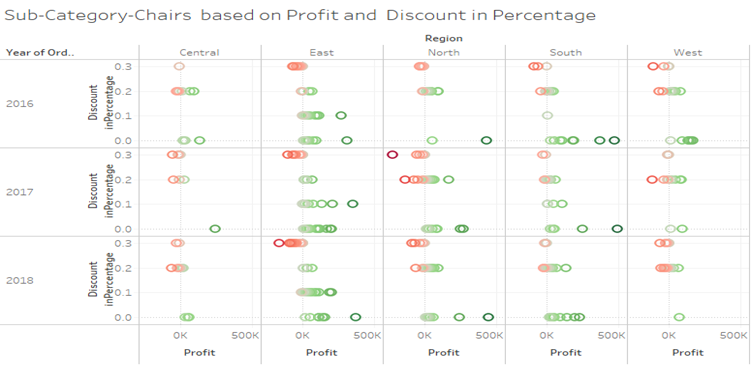 Sub-Category-Chairs  based on Profit and  Discount in Percentage
Region
Year of Ord.. Central East North South West
2016 Discount inPercentage 0.3
0.2
0.1
0.0
2017 Discount inPercentage 0.3
0.2
0.1
0.0
2018 Discount inPercentage 0.3
0.2
0.1
0.0
0K 500K 0K 500K 0K 500K 0K 500K 0K 500K
Profit Profit Profit Profit Profit